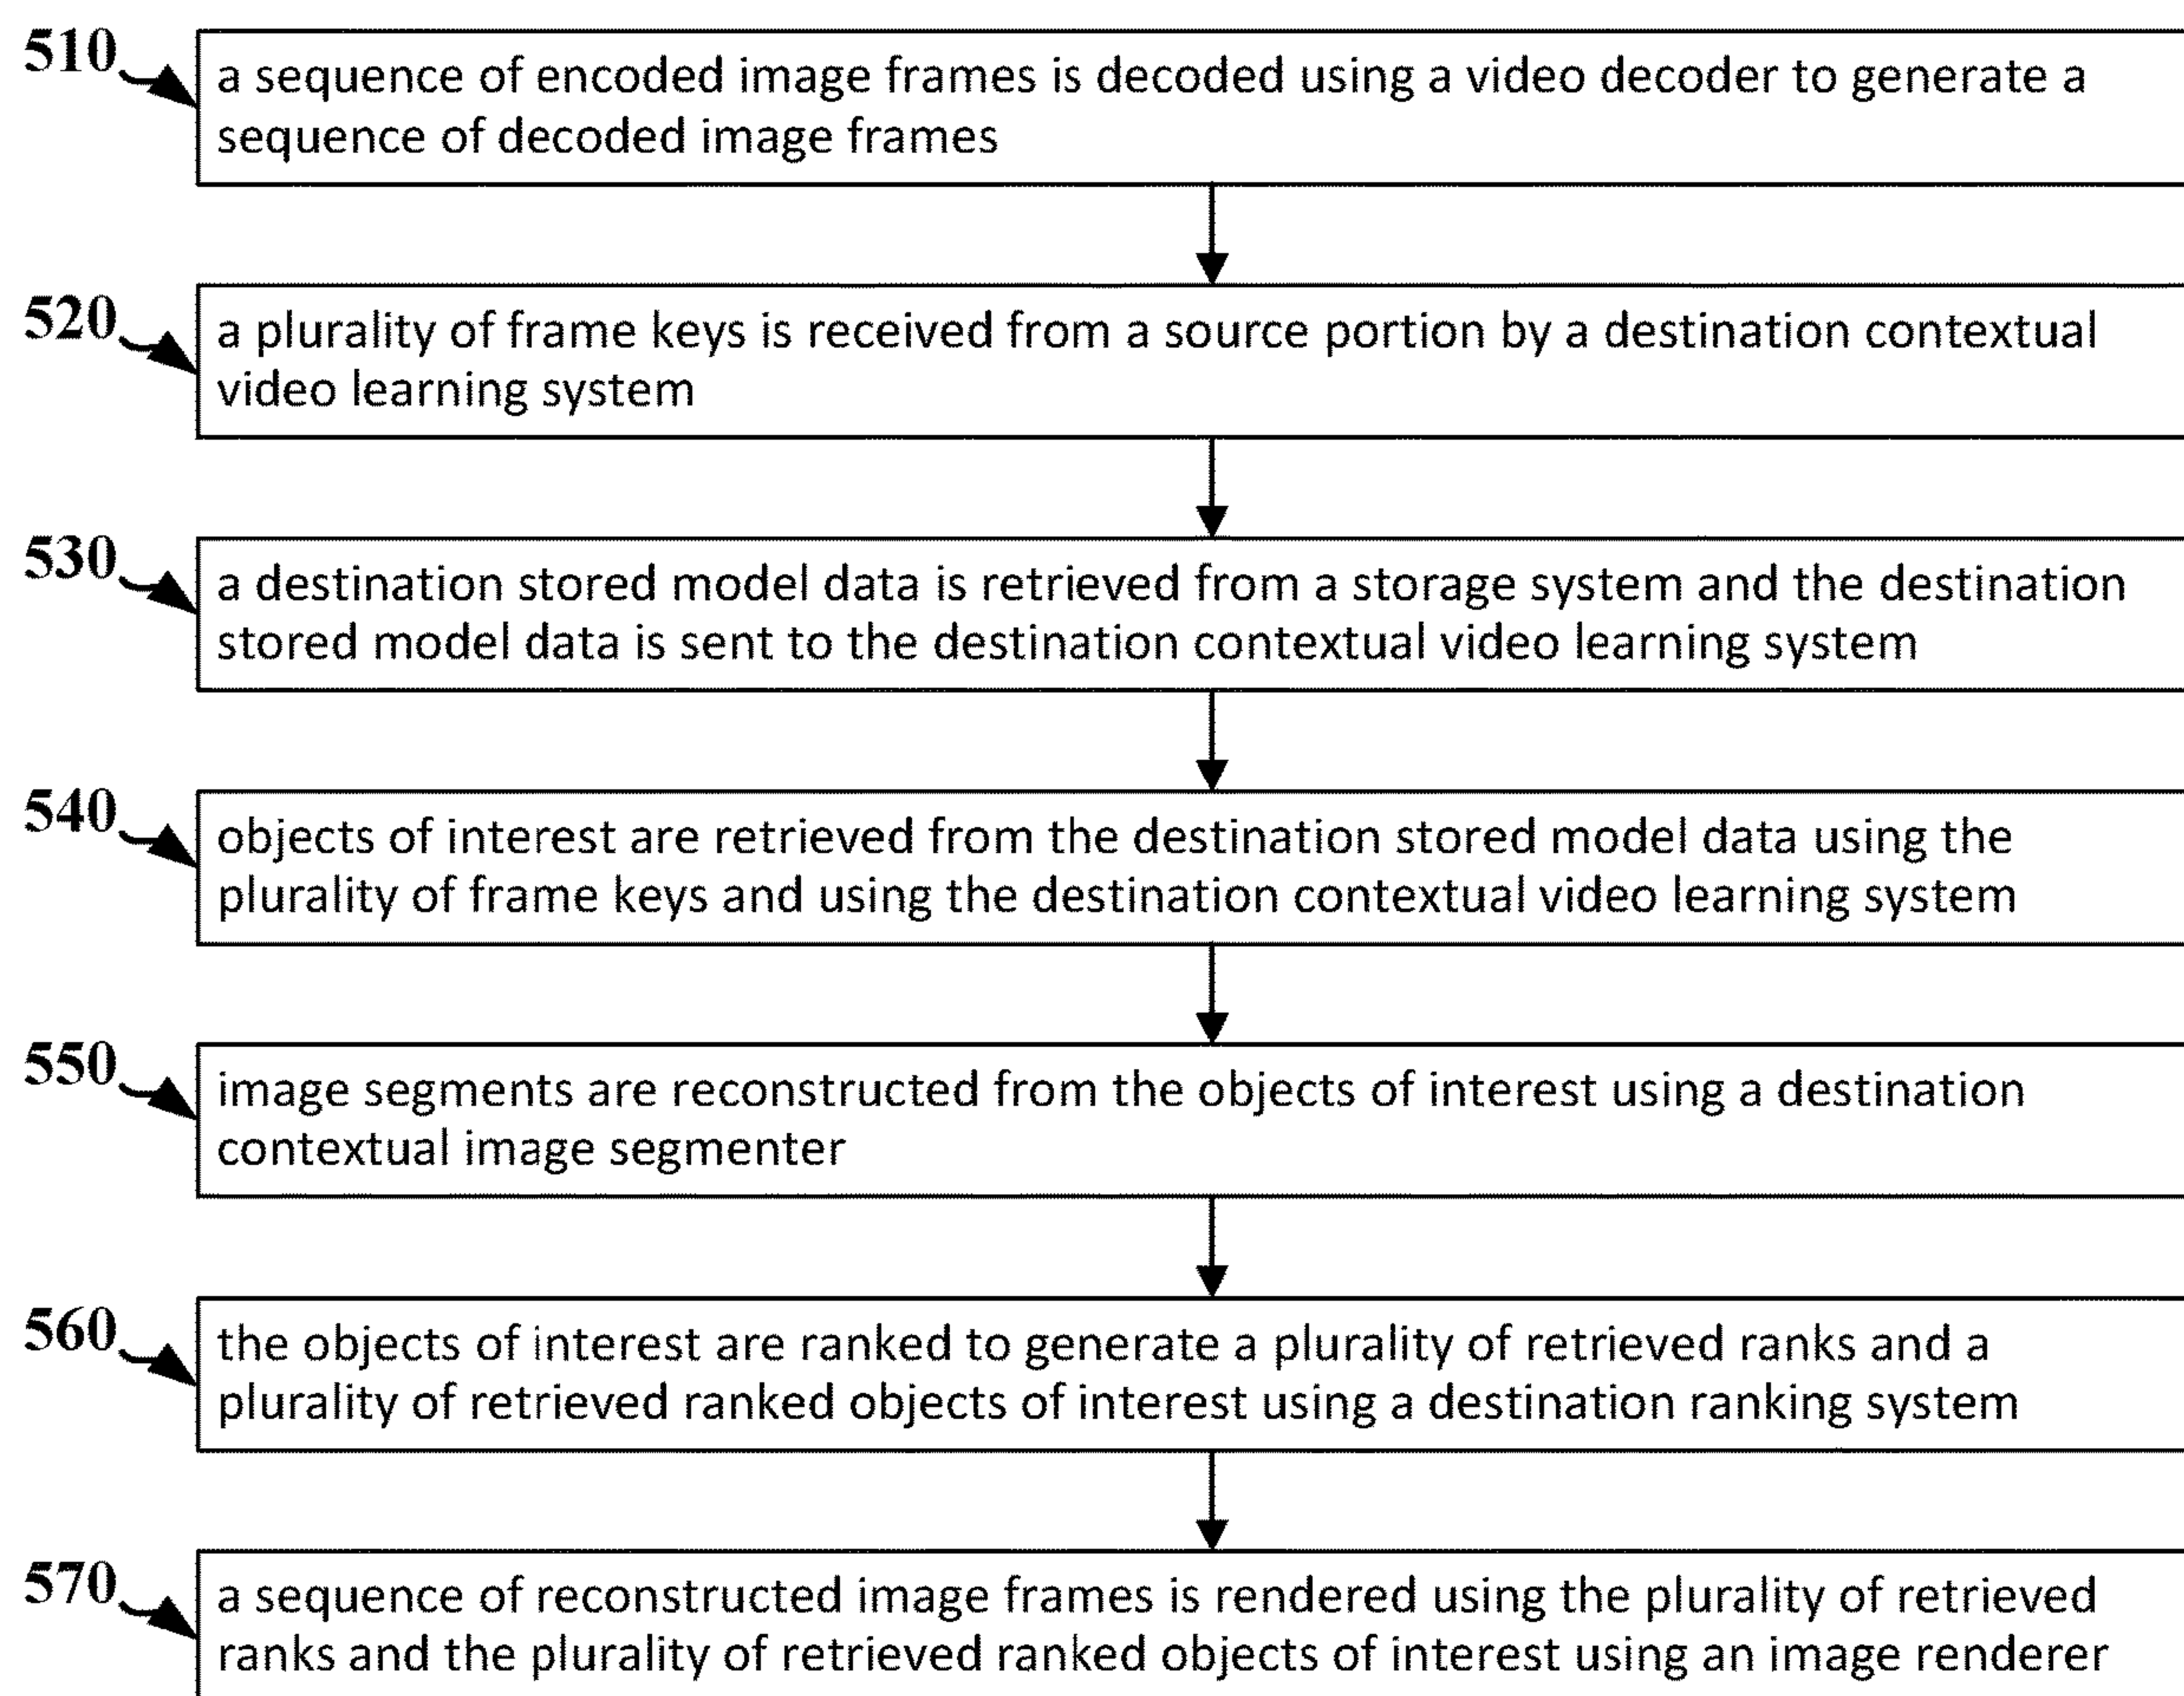 510
a sequence of encoded image frames is decoded using a video decoder to generate a
sequence of decoded image frames
520
a plurality of frame keys is received from a source portion by a destination contextual
video learning system
530
a destination stored model data is retrieved from a storage system and the destination
stored model data is sent to the destination contextual video learning system
540
objects of interest are retrieved from the destination stored model data using the
plurality of frame keys and using the destination contextual video learning system
550
image segments are reconstructed from the objects of interest using a destination
contextual image segmenter
560
the objects of interest are ranked to generate a plurality of retrieved ranks and a
plurality of retrieved ranked objects of interest using a destination ranking system
570
a sequence of reconstructed image frames is rendered using the plurality of retrieved
ranks and the plurality of retrieved ranked objects of interest using an image renderer